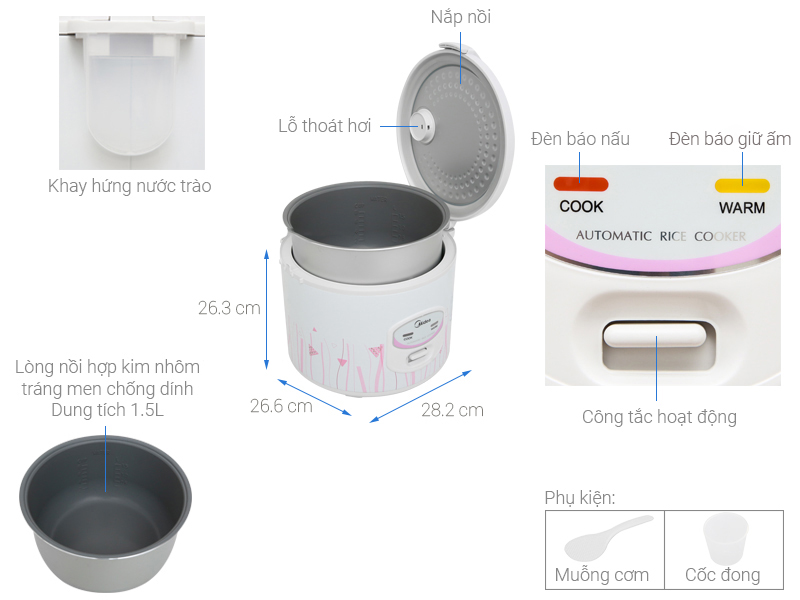 Nắp nồi
Lỗ thoát hơi
Khay hứng nước trào
Đèn báo nấu
Đèn báo giữ ấm
COOK
WARM
AUTOMATIC RICE COOKER
26.3 cm
Midea
26.6 cm
28.2 cm
Lòng nồi hợp kim nhôm
tráng men chống dính
Dung tích 1.5L
Công tắc hoạt động
Phụ kiện:
Muỗng cơm
Cốc đong